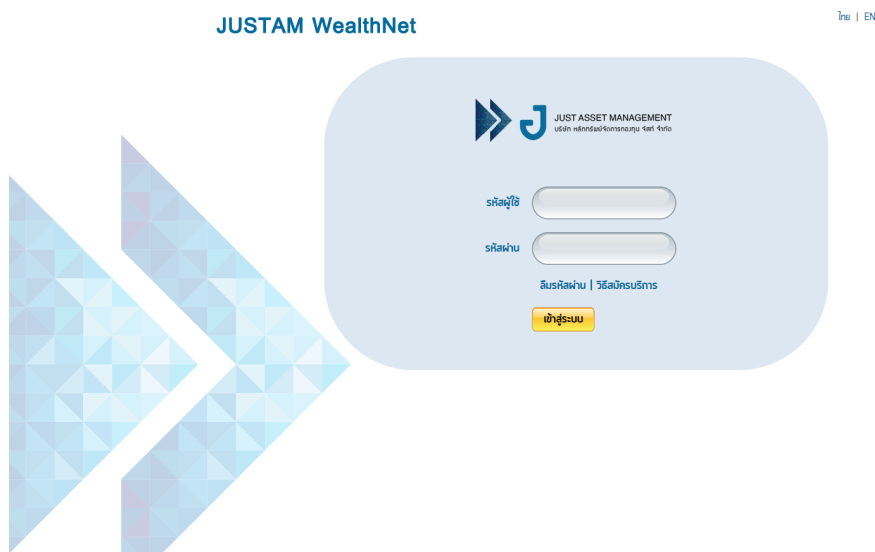 JUSTAM WealthNet
ไทย | EN
JUST ASSET MANAGEMENT
บริษัท หลักทรัพย์จัดการกองทุน จัสท์ จำกัด
รหัสผู้ใช้
รหัสผ่าน
ลืมรหัสผ่าน | วิธีสมัครบริการ
เข้าสู่ระบบ